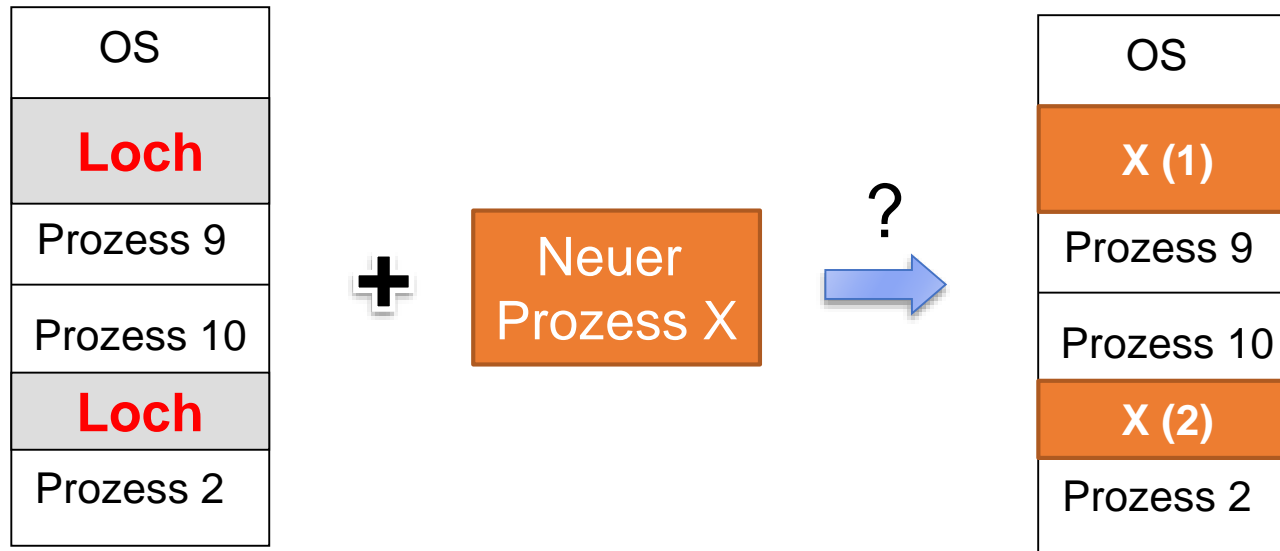 OS
Loch
Prozess 9
Prozess 10
Loch
Prozess 2
Neuer
Prozess X
?
OS
X (1)
Prozess 9
Prozess 10
X (2)
Prozess 2